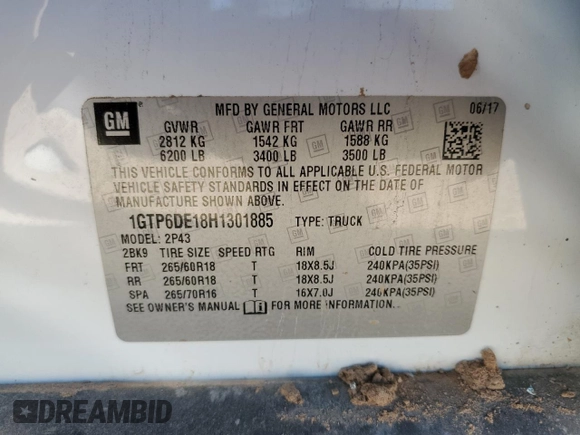 GM
MFD BY GENERAL MOTORS LLC 06/17
GVWR GAWR FRT GAWR RR
2812 KG 1542 KG 1588 KG
6200 LB 3400 LB 3500 LB
THIS VEHICLE CONFORMS TO ALL APPLICABLE U.S. FEDERAL MOTOR
VEHICLE SAFETY STANDARDS IN EFFECT ON THE DATE OF
MANUFACTURE SHOWN ABOVE.
1GTP6DE18H1301885 TYPE: TRUCK
MODEL: 2P43
2BK9 TIRE SIZE SPEED RTG RIM COLD TIRE PRESSURE
FRT 265/60R18 T 18X8.5J 240KPA(35PSI)
RR 265/60R18 T 18X8.5J 240KPA(35PSI)
SPA 265/70R16 T 16X7.0J 240KPA(35PSI)
SEE OWNER'S MANUAL FOR MORE INFORMATION.
DREAMBID